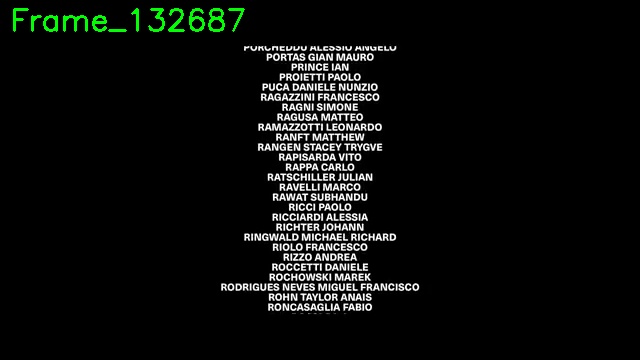 Frame_132687
PORCHEDDU ALESSIO ANGELO
PORTAS GIAN MAURO
PRINCE IAN
PROIETTI PAOLO
PUCA DANIELE NUNZIO
RAGAZZINI FRANCESCO
RAGNI SIMONE
RAGUSA MATTEO
RAMAZZOTTI LEONARDO
RANFT MATTHEW
RANGEN STACEY TRYGVE
RAPISARDA VITO
RAPPA CARLO
RATSCHILLER JULIAN
RAVELLI MARCO
RAWAT SUBHANDU
RICCI PAOLO
RICCIARDI ALESSIA
RICHTER JOHANN
RINGWALD MICHAEL RICHARD
RIOLO FRANCESCO
RIZZO ANDREA
ROCCETTI DANIELE
ROCHOWSKI MAREK
RODRIGUES NEVES MIGUEL FRANCISCO
ROHN TAYLOR ANAIS
RONCASAGLIA FABIO